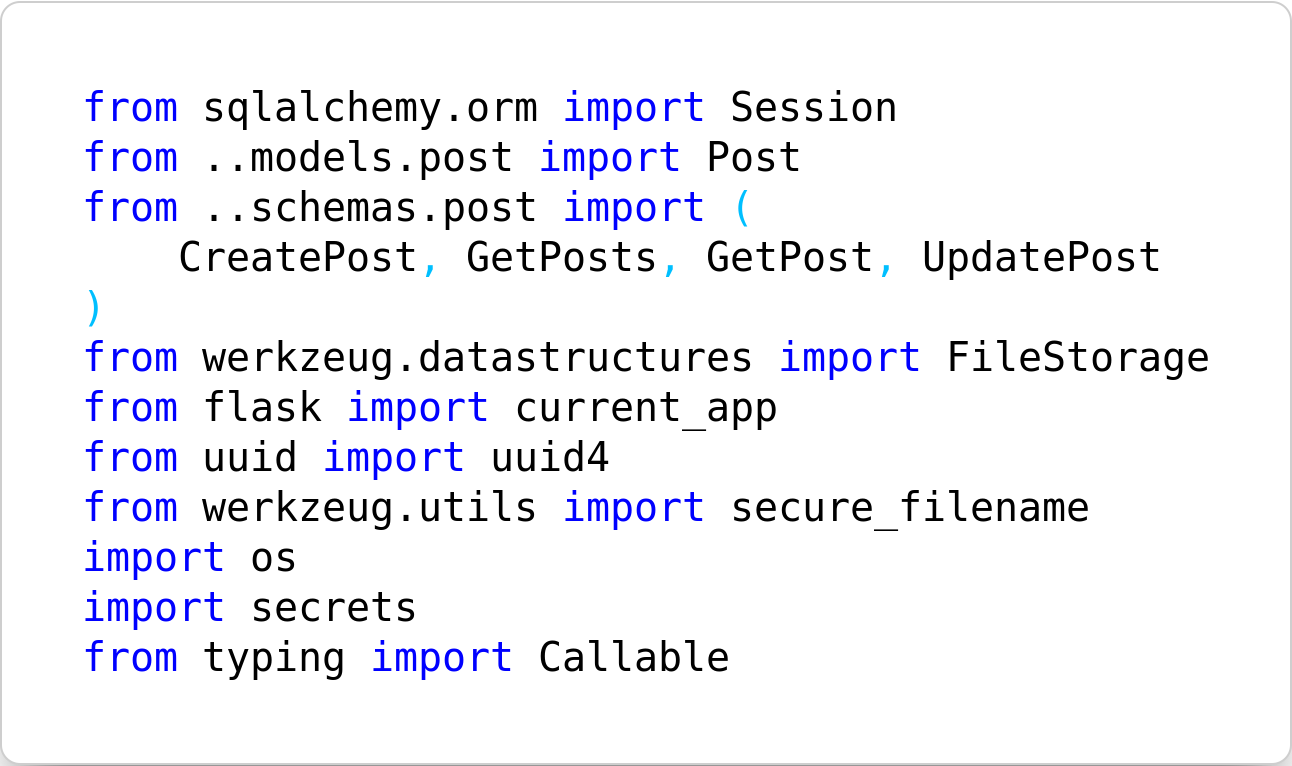 from sqlalchemy.orm import Session
from ..models.post import Post
from ..schemas.post import (
    CreatePost, GetPosts, GetPost, UpdatePost
)
from werkzeug.datastructures import FileStorage
from flask import current_app
from uuid import uuid4
from werkzeug.utils import secure_filename
import os
import secrets
from typing import Callable